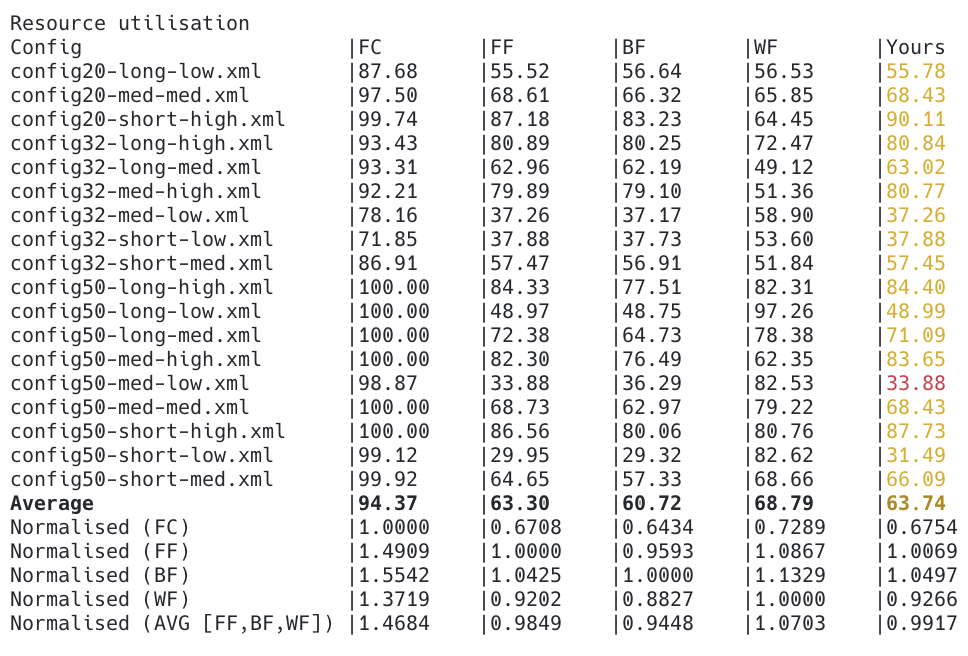 Resource utilisation
Config |FC |FF |BF |WF |Yours
config20-long-low.xml |87.68 |55.52 |56.64 |56.53 |55.78
config20-med-med.xml |97.50 |68.61 |66.32 |65.85 |68.43
config20-short-high.xml |99.74 |87.18 |83.23 |64.45 |90.11
config32-long-high.xml |93.43 |80.89 |80.25 |72.47 |80.84
config32-long-med.xml |93.31 |62.96 |62.19 |49.12 |63.02
config32-med-high.xml |92.21 |79.89 |79.10 |51.36 |80.77
config32-med-low.xml |78.16 |37.26 |37.17 |58.90 |37.26
config32-short-low.xml |71.85 |37.88 |37.73 |53.60 |37.88
config32-short-med.xml |86.91 |57.47 |56.91 |51.84 |57.45
config50-long-high.xml |100.00 |84.33 |77.51 |82.31 |84.40
config50-long-low.xml |100.00 |48.97 |48.75 |97.26 |48.99
config50-long-med.xml |100.00 |72.38 |64.73 |78.38 |71.09
config50-med-high.xml |100.00 |82.30 |76.49 |62.35 |83.65
config50-med-low.xml |98.87 |33.88 |36.29 |82.53 |33.88
config50-med-med.xml |100.00 |68.73 |62.97 |79.22 |68.43
config50-short-high.xml |100.00 |86.56 |80.06 |80.76 |87.73
config50-short-low.xml |99.12 |29.95 |29.32 |82.62 |31.49
config50-short-med.xml |99.92 |64.65 |57.33 |68.66 |66.09
Average |94.37 |63.30 |60.72 |68.79 |63.74
Normalised (FC) |1.0000 |0.6708 |0.6434 |0.7289 |0.6754
Normalised (FF) |1.4909 |1.0000 |0.9593 |1.0867 |1.0069
Normalised (BF) |1.5542 |1.0425 |1.0000 |1.1329 |1.0497
Normalised (WF) |1.3719 |0.9202 |0.8827 |1.0000 |0.9266
Normalised (AVG [FF,BF,WF]) |1.4684 |0.9849 |0.9448 |1.0703 |0.9917